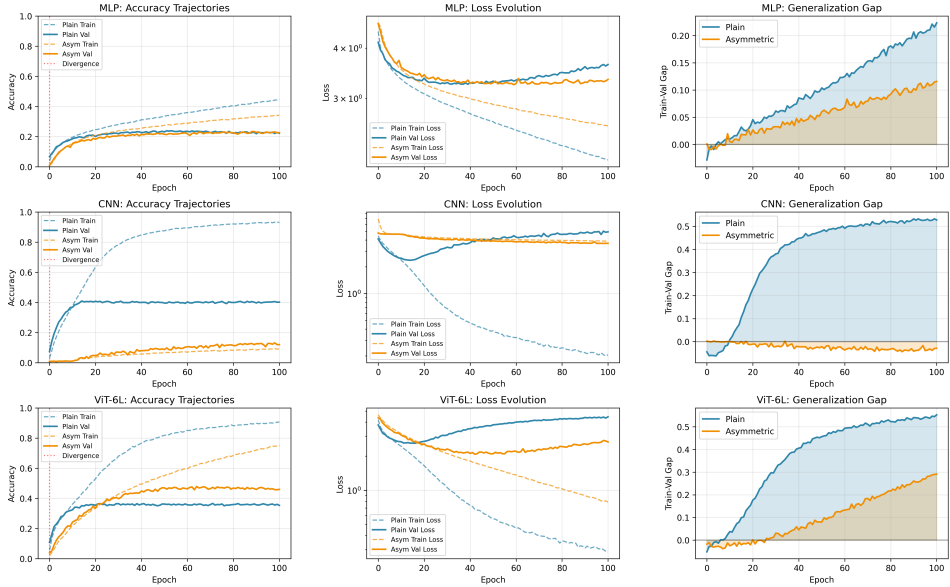 MLP: Accuracy Trajectories
Accuracy
1.0
0.8
0.6
0.4
0.2
0.0
Plain Train
Plain Val
Asym Train
Asym Val
Divergence
0 20 40 60 80 100
Epoch
MLP: Loss Evolution
Loss
4 × 10⁰
3 × 10⁰
Plain Train Loss
Plain Val Loss
Asym Train Loss
Asym Val Loss
0 20 40 60 80 100
Epoch
MLP: Generalization Gap
Train-Val Gap
0.20
0.15
0.10
0.05
0.00
Plain
Asymmetric
0 20 40 60 80 100
Epoch
CNN: Accuracy Trajectories
Accuracy
1.0
0.8
0.6
0.4
0.2
0.0
Plain Train
Plain Val
Asym Train
Asym Val
Divergence
0 20 40 60 80 100
Epoch
CNN: Loss Evolution
Loss
10⁰
Plain Train Loss
Plain Val Loss
Asym Train Loss
Asym Val Loss
0 20 40 60 80 100
Epoch
CNN: Generalization Gap
Train-Val Gap
0.5
0.4
0.3
0.2
0.1
0.0
Plain
Asymmetric
0 20 40 60 80 100
Epoch
ViT-6L: Accuracy Trajectories
Accuracy
1.0
0.8
0.6
0.4
0.2
0.0
Plain Train
Plain Val
Asym Train
Asym Val
Divergence
0 20 40 60 80 100
Epoch
ViT-6L: Loss Evolution
Loss
10⁰
Plain Train Loss
Plain Val Loss
Asym Train Loss
Asym Val Loss
0 20 40 60 80 100
Epoch
ViT-6L: Generalization Gap
Train-Val Gap
0.5
0.4
0.3
0.2
0.1
0.0
Plain
Asymmetric
0 20 40 60 80 100
Epoch